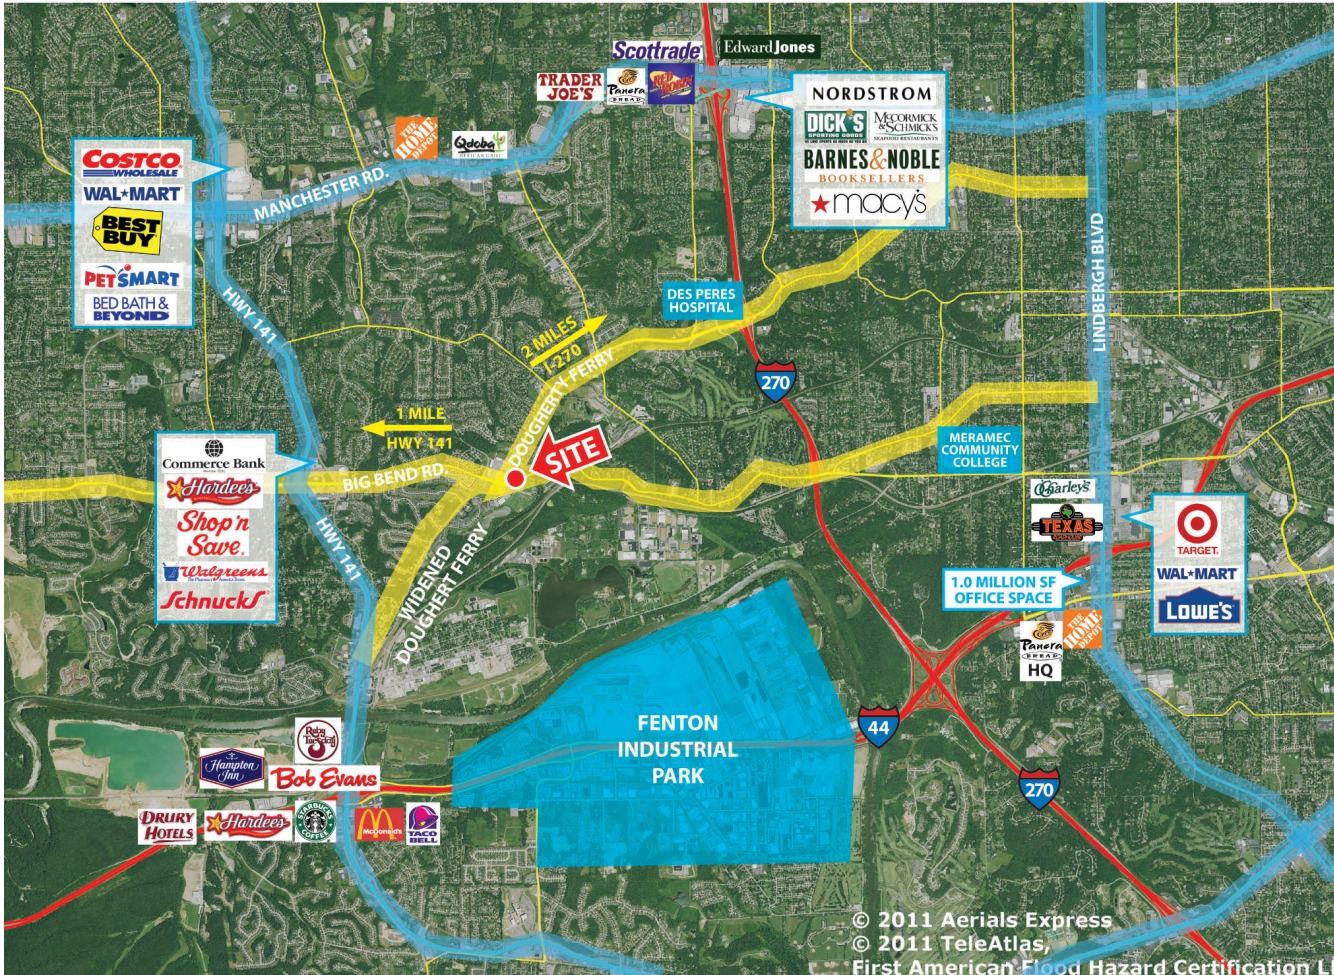 Scottrade
Edward Jones
TRADER
JOE'S
Panera
BREAD
RED
ROBIN
NORDSTROM
DICK'S
SPORTING GOODS
McCORMICK
& SCHMICK'S
SEAFOOD RESTAURANTS
BARNES & NOBLE
BOOKSELLERS
macy's
THE
HOME
DEPOT
Qdoba
MEXICAN GRILL
COSTCO
WHOLESALE
WAL★MART
BEST
BUY
PETSMART
BED BATH &
BEYOND
MANCHESTER RD.
HWY 141
LINDBERGH BLVD
DES PERES
HOSPITAL
2 MILES
I-270
DOUGHERTY FERRY
270
1 MILE
HWY 141
SITE
BIG BEND RD.
MERAMEC
COMMUNITY
COLLEGE
Commerce Bank
Hardee's
Shop'n
Save.
Walgreens
Schnucks
HWY 141
WIDENED
DOUGHERT FERRY
O'Charley's
TEXAS
TARGET.
WAL★MART
LOWE'S
1.0 MILLION SF
OFFICE SPACE
THE
HOME
DEPOT
Panera
BREAD
HQ
FENTON
INDUSTRIAL
PARK
44
270
Ruby
Tuesday
Hampton
Inn
Bob Evans
DRURY
HOTELS
Hardee's
STARBUCKS
COFFEE
McDonald's
TACO
BELL
© 2011 Aerials Express
© 2011 TeleAtlas,
First American Flood Hazard Certification I